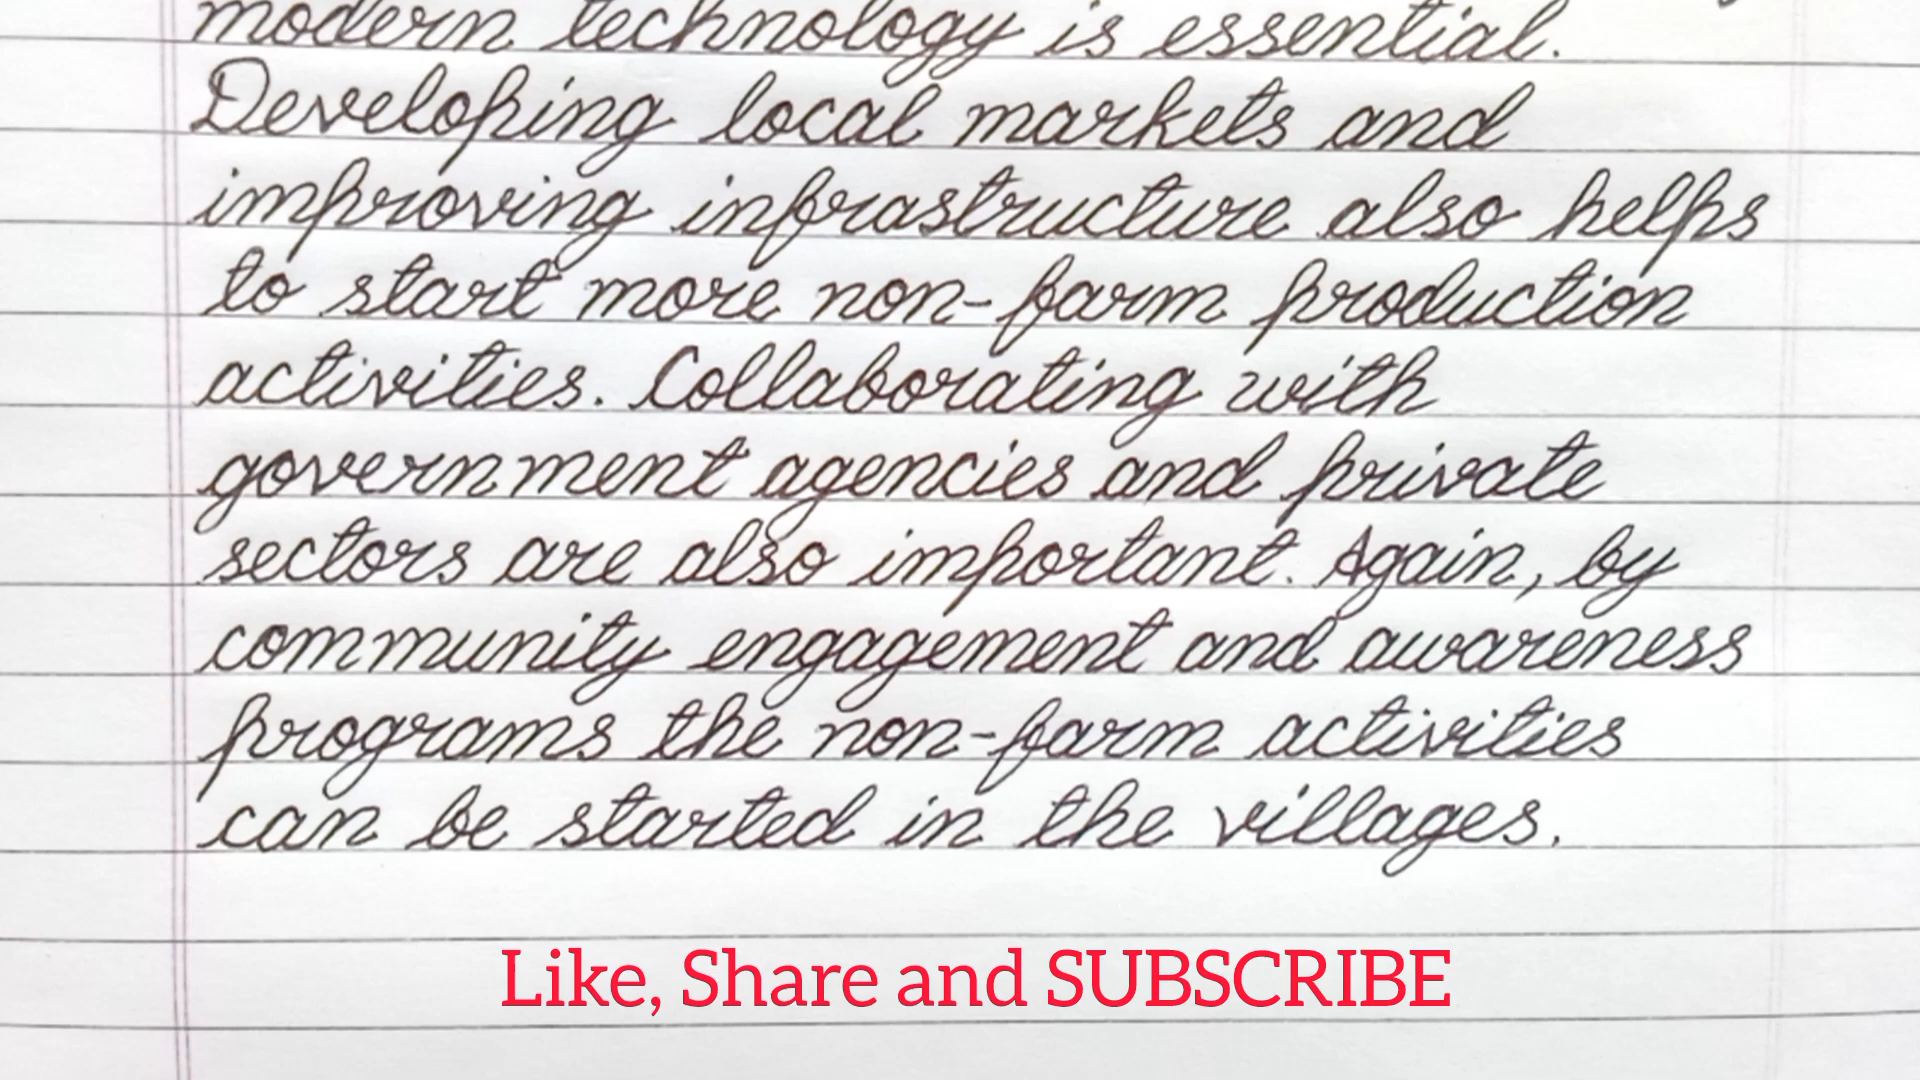 modern technology is essential.
Developing local markets and
improving infrastructure also helps
to start more non-farm production
activities. Collaborating with
government agencies and private
sectors are also important. Again, by
community engagement and awareness
programs the non-farm activities
can be started in the villages.
Like, Share and SUBSCRIBE